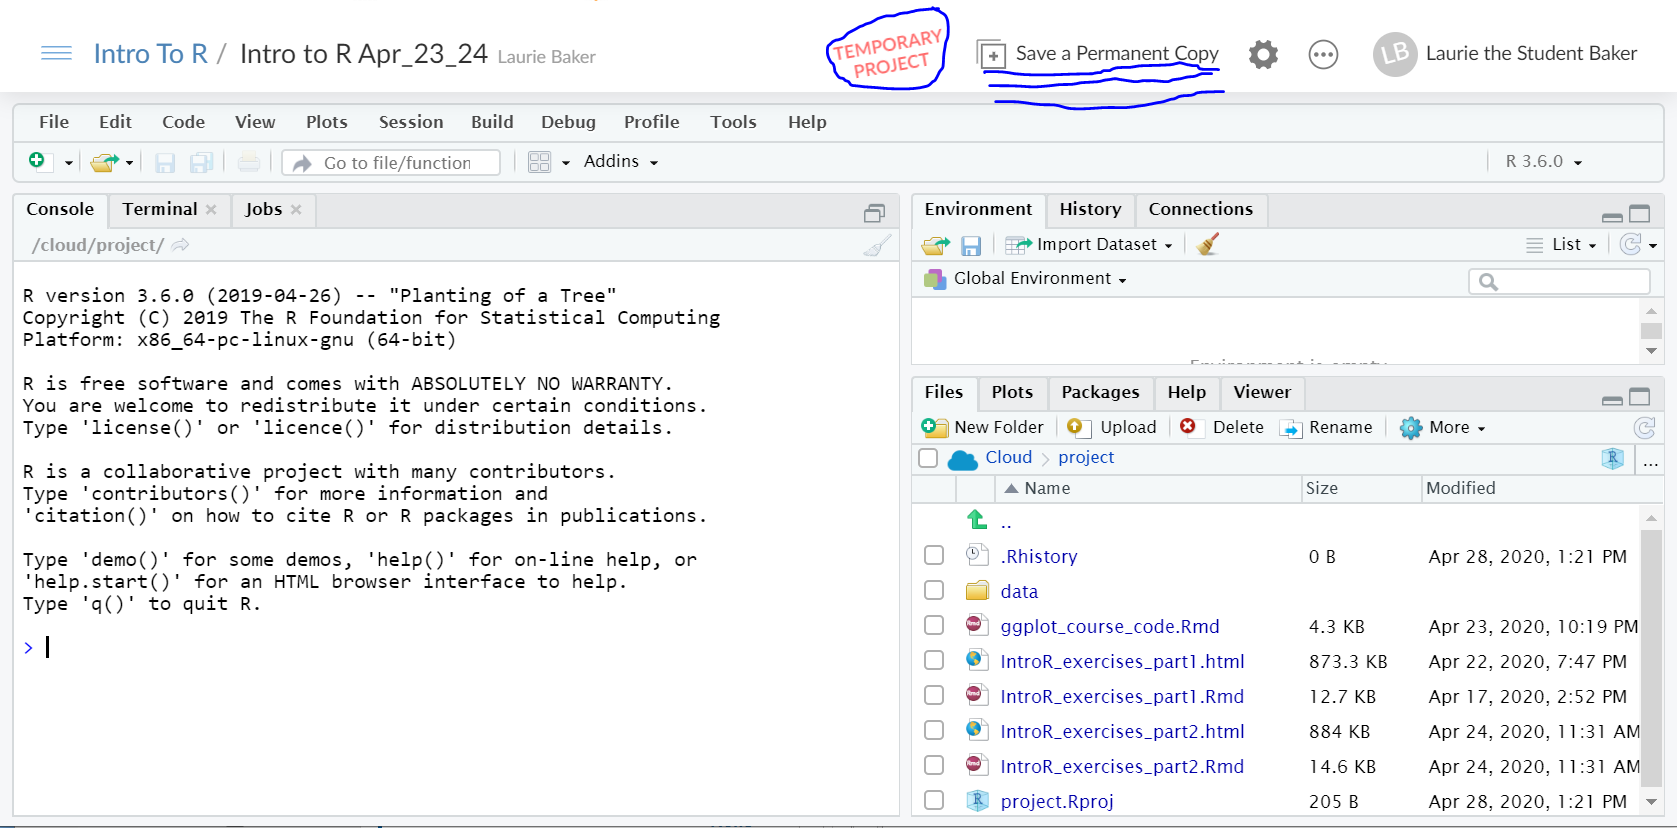 Intro To R / Intro to R Apr_23_24 Laurie Baker
TEMPORARY
PROJECT
Save a Permanent Copy
LB Laurie the Student Baker
File Edit Code View Plots Session Build Debug Profile Tools Help
Go to file/function Addins R 3.6.0
Console Terminal Jobs
/cloud/project/
R version 3.6.0 (2019-04-26) -- "Planting of a Tree"
Copyright (C) 2019 The R Foundation for Statistical Computing
Platform: x86_64-pc-linux-gnu (64-bit)
R is free software and comes with ABSOLUTELY NO WARRANTY.
You are welcome to redistribute it under certain conditions.
Type 'license()' or 'licence()' for distribution details.
R is a collaborative project with many contributors.
Type 'contributors()' for more information and
'citation()' on how to cite R or R packages in publications.
Type 'demo()' for some demos, 'help()' for on-line help, or
'help.start()' for an HTML browser interface to help.
Type 'q()' to quit R.
>
Environment History Connections
Import Dataset List
Global Environment
Environment is empty
Files Plots Packages Help Viewer
New Folder Upload Delete Rename More
Cloud project R ...
Name Size Modified
..
.Rhistory 0 B Apr 28, 2020, 1:21 PM
data
ggplot_course_code.Rmd 4.3 KB Apr 23, 2020, 10:19 PM
IntroR_exercises_part1.html 873.3 KB Apr 22, 2020, 7:47 PM
IntroR_exercises_part1.Rmd 12.7 KB Apr 17, 2020, 2:52 PM
IntroR_exercises_part2.html 884 KB Apr 24, 2020, 11:31 AM
IntroR_exercises_part2.Rmd 14.6 KB Apr 24, 2020, 11:31 AM
project.Rproj 205 B Apr 28, 2020, 1:21 PM